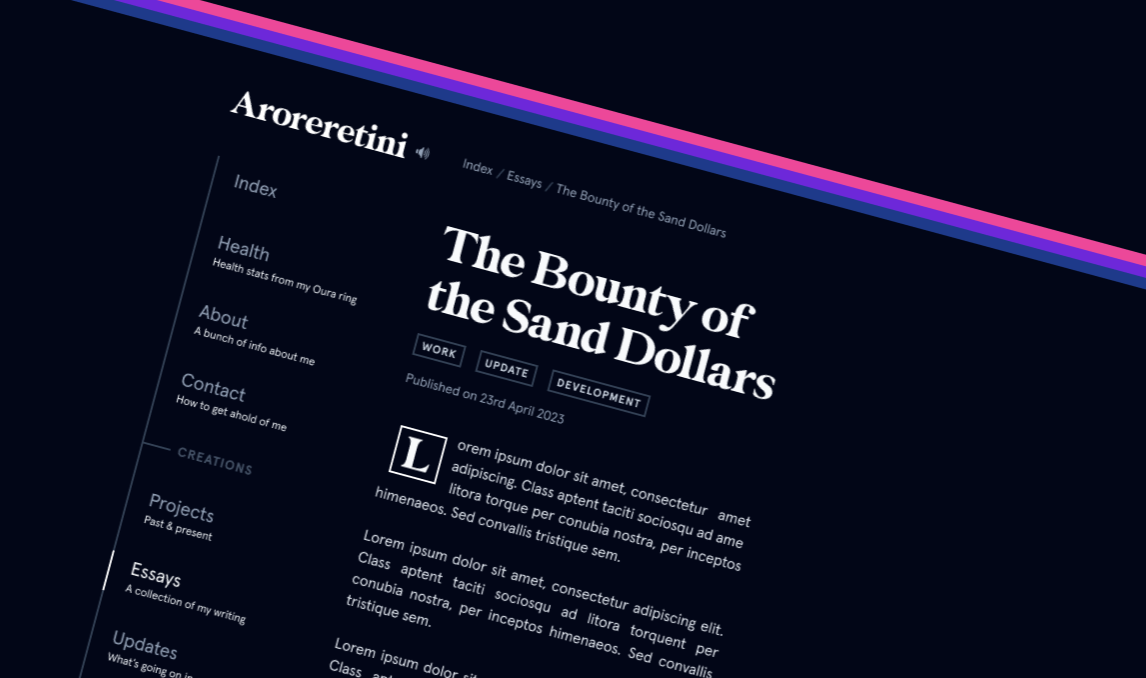 Aroreretini
Index / Essays / The Bounty of the Sand Dollars
Index
Health
Health stats from my Oura ring
About
A bunch of info about me
Contact
How to get ahold of me
CREATIONS
Projects
Past & present
Essays
A collection of my writing
Updates
What's going on in
The Bounty of
the Sand Dollars
WORK UPDATE DEVELOPMENT
Published on 23rd April 2023
Lorem ipsum dolor sit amet, consectetur amet
adipiscing. Class aptent taciti sociosqu ad ame
litora torque per conubia nostra, per inceptos
himenaeos. Sed convallis tristique sem.
Lorem ipsum dolor sit amet, consectetur adipiscing elit.
Class aptent taciti sociosqu ad litora torquent per
conubia nostra, per inceptos himenaeos. Sed convallis
tristique sem.
Lorem ipsum dolor
Class